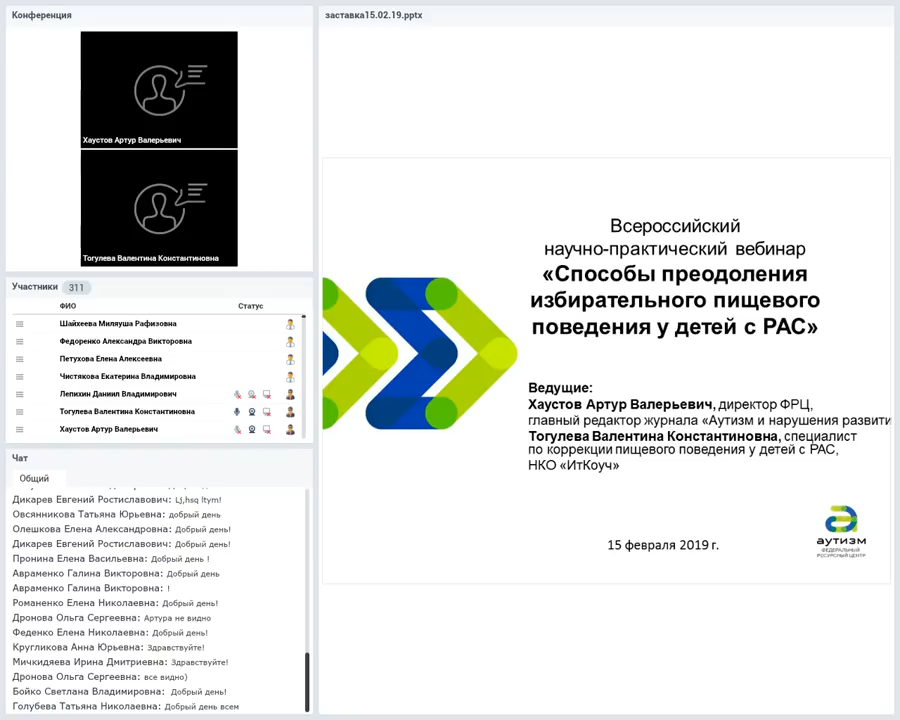 Конференция
Хаустов Артур Валерьевич
Тогулева Валентина Константиновна
Участники 311
ФИО Статус
Шайхеева Миляуша Рафизовна
Федоренко Александра Викторовна
Петухова Елена Алексеевна
Чистякова Екатерина Владимировна
Лепихин Даниил Владимирович
Тогулева Валентина Константиновна
Хаустов Артур Валерьевич
Чат
Общий
Дикарев Евгений Ростиславович: Lj,hsq ltym!
Овсянникова Татьяна Юрьевна: добрый день
Олешкова Елена Александровна: Добрый день!
Дикарев Евгений Ростиславович: Добрый день!
Пронина Елена Васильевна: Добрый день !
Авраменко Галина Викторовна: Добрый день
Авраменко Галина Викторовна: !
Романенко Елена Николаевна: Добрый день!
Дронова Ольга Сергеевна: Артура не видно
Феденко Елена Николаевна: Добрый день!
Кругликова Анна Юрьевна: Здравствуйте!
Мичкидяева Ирина Дмитриевна: Здравствуйте!
Дронова Ольга Сергеевна: все видно)
Бойко Светлана Владимировна: Добрый день!
Голубева Татьяна Николаевна: Добрый день всем
заставка15.02.19.pptx
Всероссийский
научно-практический вебинар
«Способы преодоления
избирательного пищевого
поведения у детей с РАС»
Ведущие:
Хаустов Артур Валерьевич, директор ФРЦ,
главный редактор журнала «Аутизм и нарушения развити
Тогулева Валентина Константиновна, специалист
по коррекции пищевого поведения у детей с РАС,
НКО «ИтКоуч»
15 февраля 2019 г.
аутизм
ФЕДЕРАЛЬНЫЙ
РЕСУРСНЫЙ ЦЕНТР